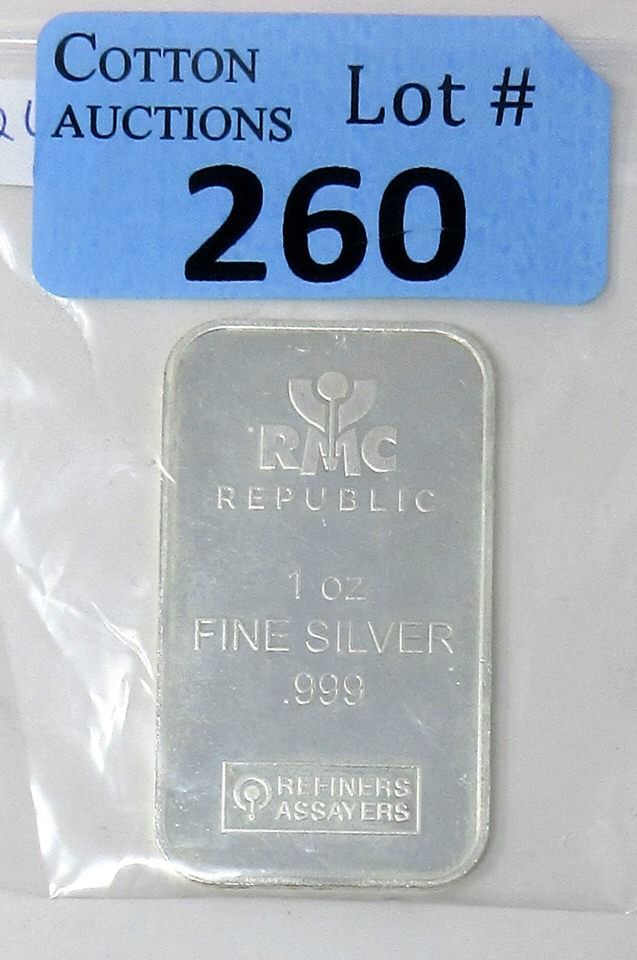 COTTON
AUCTIONS
Lot #
260
RMC
REPUBLIC
1 oz
FINE SILVER
.999
REFINERS
ASSAYERS